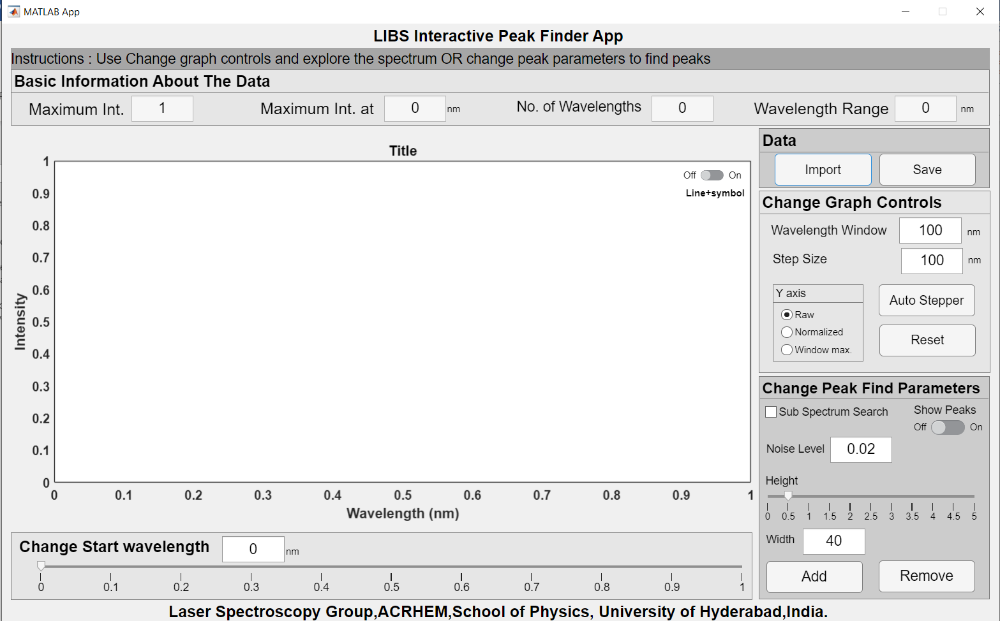 MATLAB App
LIBS Interactive Peak Finder App
Instructions : Use Change graph controls and explore the spectrum OR change peak parameters to find peaks
Basic Information About The Data
Maximum Int. 1 Maximum Int. at 0 nm No. of Wavelengths 0 Wavelength Range 0 nm
Title
Off On
Line+symbol
1
0.9
0.8
0.7
0.6
0.5
0.4
0.3
0.2
0.1
0
Intensity
0 0.1 0.2 0.3 0.4 0.5 0.6 0.7 0.8 0.9 1
Wavelength (nm)
Data
Import Save
Change Graph Controls
Wavelength Window 100 nm
Step Size 100 nm
Y axis
Raw
Normalized
Window max.
Auto Stepper
Reset
Change Peak Find Parameters
Sub Spectrum Search
Show Peaks
Off On
Noise Level 0.02
Height
0 0.5 1 1.5 2 2.5 3 3.5 4 4.5 5
Width 40
Add Remove
Change Start wavelength 0 nm
0 0.1 0.2 0.3 0.4 0.5 0.6 0.7 0.8 0.9 1
Laser Spectroscopy Group,ACRHEM,School of Physics, University of Hyderabad,India.